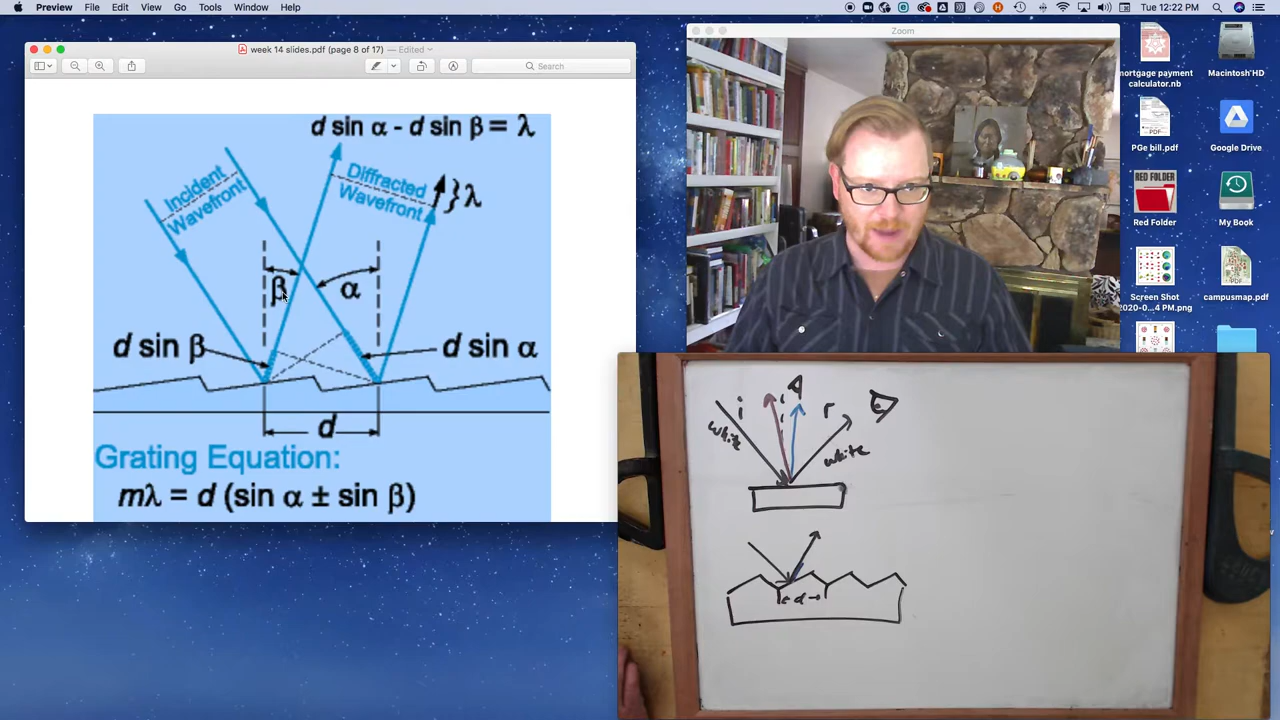 Preview File Edit View Go Tools Window Help
Tue 12:22 PM
week 14 slides.pdf (page 8 of 17) — Edited
Search
d sin α - d sin β = λ
Incident
Wavefront
Diffracted
Wavefront
} λ
β
α
d sin β
d sin α
d
Grating Equation:
mλ = d (sin α ± sin β)
Zoom
mortgage payment
calculator.nb
Macintosh HD
PGe bill.pdf
Google Drive
RED FOLDER
Red Folder
My Book
Screen Shot
2020-0...4 PM.png
campusmap.pdf
i
r
white
white
d